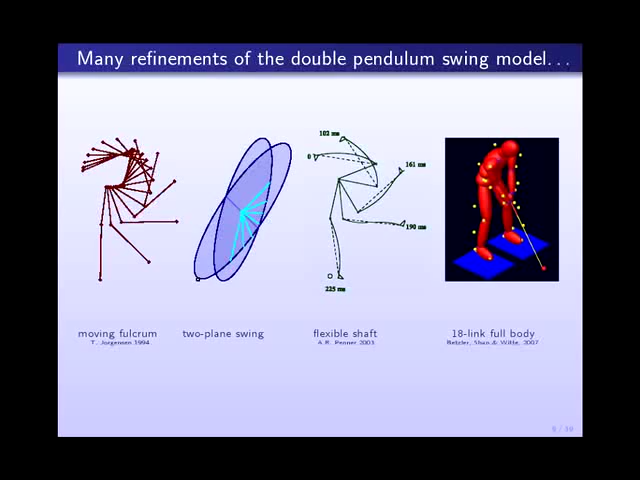 Many refinements of the double pendulum swing model...
102 ms
0
161 ms
190 ms
225 ms
moving fulcrum
two-plane swing
flexible shaft
18-link full body
T. Jorgensen 1994
A.R. Penner 2003
Betzler, Shan & Witte, 2007